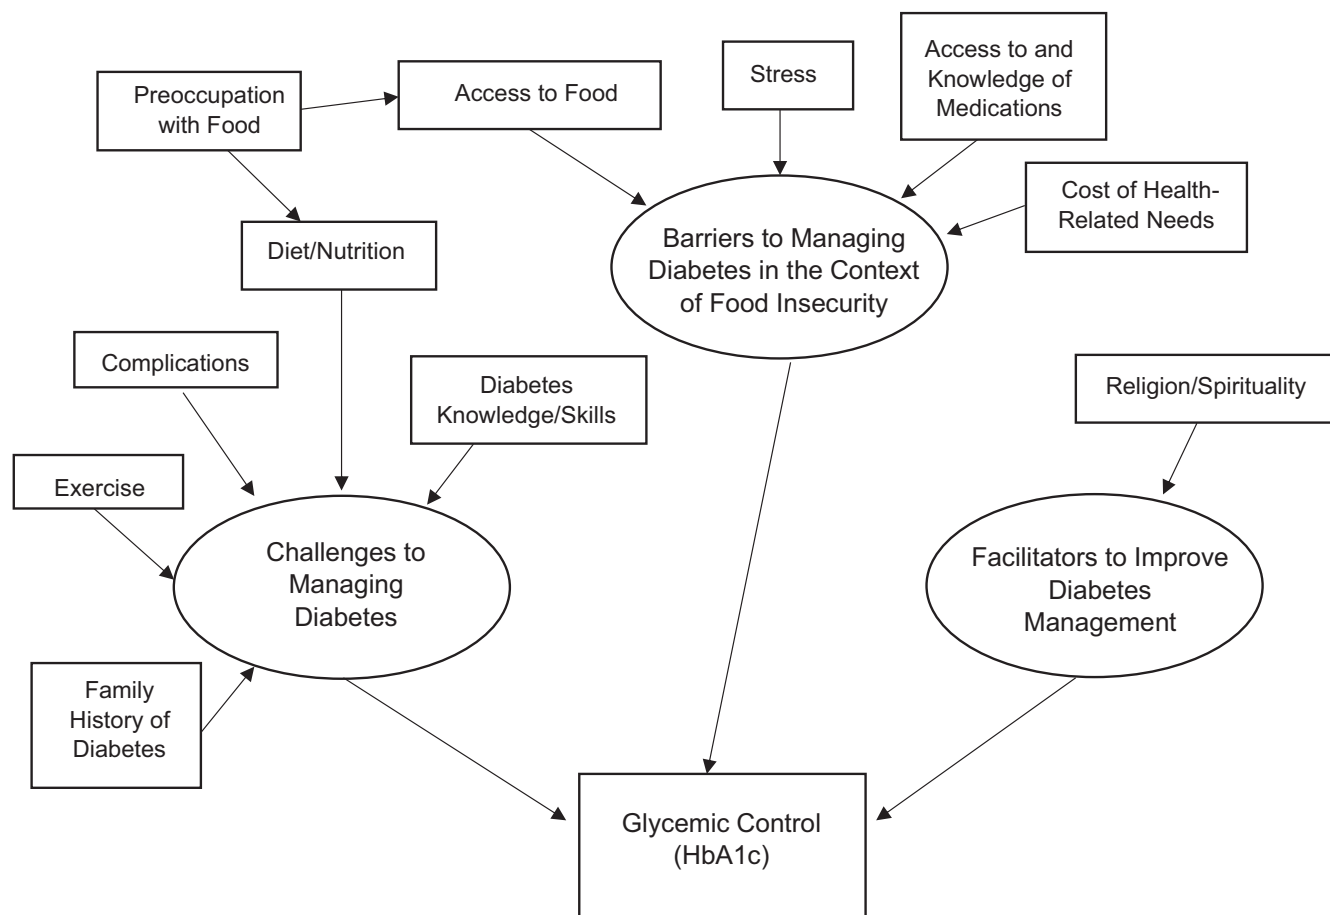 Preoccupation
with Food
Access to Food
Stress
Access to and
Knowledge of
Medications
Cost of Health-
Related Needs
Diet/Nutrition
Barriers to Managing
Diabetes in the Context
of Food Insecurity
Complications
Diabetes
Knowledge/Skills
Religion/Spirituality
Exercise
Challenges to
Managing
Diabetes
Facilitators to Improve
Diabetes
Management
Family
History of
Diabetes
Glycemic Control
(HbA1c)